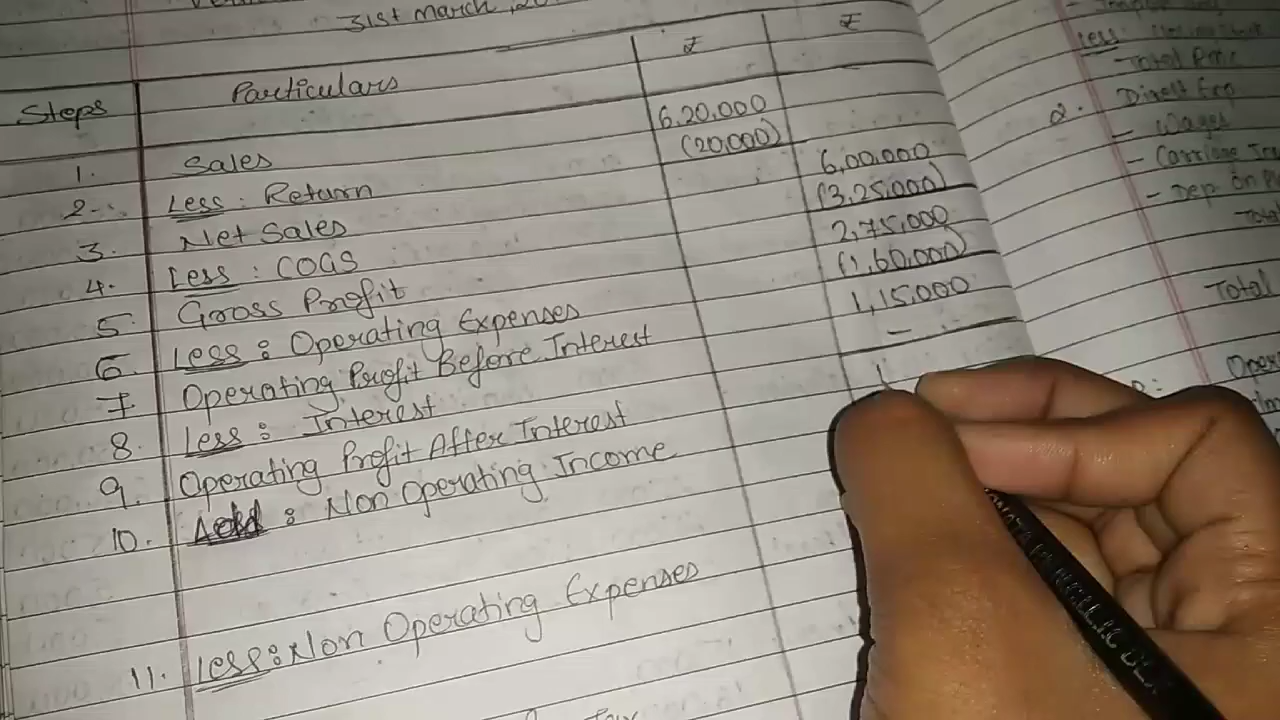 31st March, 20
₹ ₹
Steps Particulars
1. Sales 6,20,000
2. Less: Return (20,000)
3. Net Sales 6,00,000
4. Less: COGS (3,25,000)
5. Gross Profit 2,75,000
6. Less: Operating Expenses (1,60,000)
7 Operating Profit Before Interest 1,15,000
8. Less: Interest –
9. Operating Profit After Interest 1
10. Add: Non Operating Income
11. Less: Non Operating Expenses
Less:
-Total
2. Direct Exp
- Wages
- Carriage
- Dep. on
Total
Total